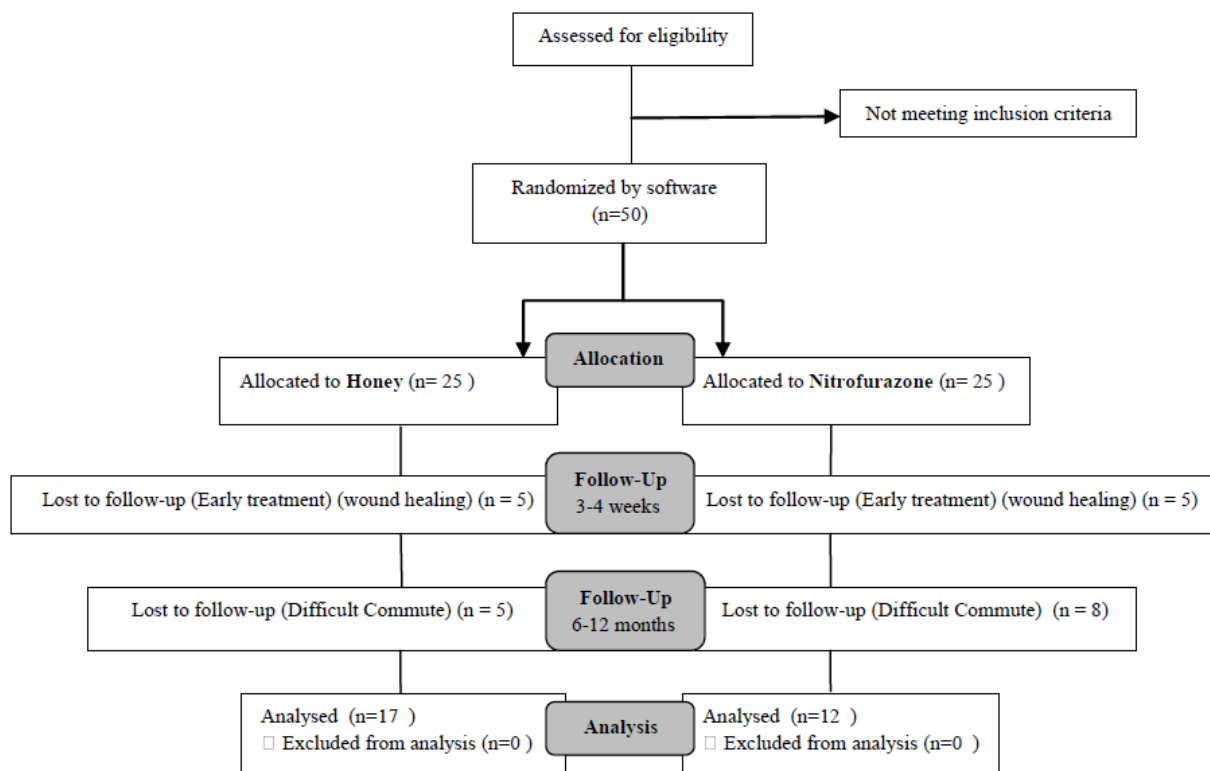 Assessed for eligibility
Not meeting inclusion criteria
Randomized by software
(n=50)
Allocation
Allocated to Honey (n= 25 )
Allocated to Nitrofurazone (n= 25 )
Follow-Up
3-4 weeks
Lost to follow-up (Early treatment) (wound healing) (n = 5)
Lost to follow-up (Early treatment) (wound healing) (n = 5)
Follow-Up
6-12 months
Lost to follow-up (Difficult Commute) (n = 5)
Lost to follow-up (Difficult Commute) (n = 8)
Analysis
Analysed (n=17 )
□ Excluded from analysis (n=0 )
Analysed (n=12 )
□ Excluded from analysis (n=0 )